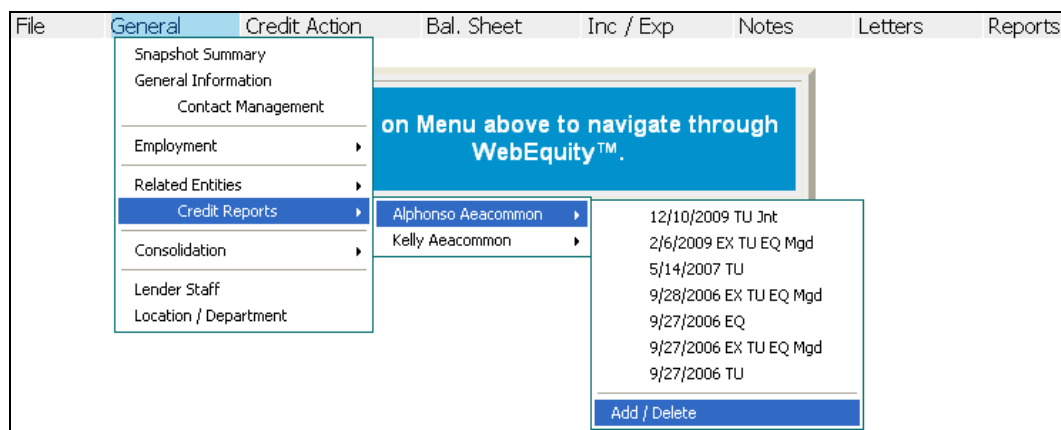 File General Credit Action Bal. Sheet Inc / Exp Notes Letters Reports
Snapshot Summary
General Information
Contact Management
Employment
Related Entities
Credit Reports
Consolidation
Lender Staff
Location / Department
on Menu above to navigate through
WebEquity™.
Alphonso Aeacommon
Kelly Aeacommon
12/10/2009 TU Jnt
2/6/2009 EX TU EQ Mgd
5/14/2007 TU
9/28/2006 EX TU EQ Mgd
9/27/2006 EQ
9/27/2006 EX TU EQ Mgd
9/27/2006 TU
Add / Delete